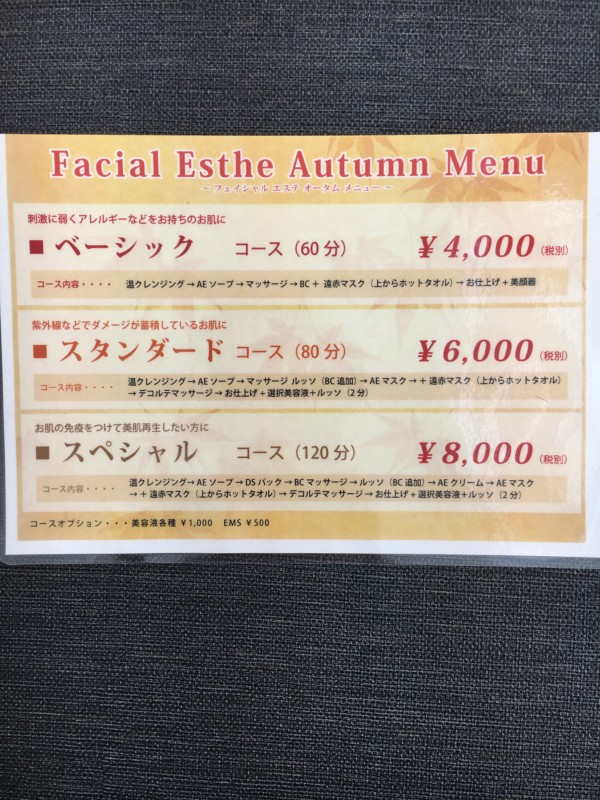 Facial Esthe Autumn Menu
～ フェイシャル エステ オータム メニュー ～
刺激に弱くアレルギーなどをお持ちのお肌に
■ ベーシック コース（60 分） ¥4,000（税別）
コース内容・・・・ 温クレンジング → AE ソープ → マッサージ → BC ＋ 遠赤マスク（上からホットタオル）→ お仕上げ + 美顔器
紫外線などでダメージが蓄積しているお肌に
■ スタンダード コース（80 分） ¥6,000（税別）
コース内容・・・・ 温クレンジング → AE ソープ → マッサージ ルッソ（BC 追加）→ AE マスク → + 遠赤マスク（上からホットタオル）
→ デコルテマッサージ → お仕上げ + 選択美容液+ ルッソ（2 分）
お肌の免疫をつけて美肌再生したい方に
■ スペシャル コース（120 分） ¥8,000（税別）
コース内容・・・・ 温クレンジング→ AE ソープ → DS パック → BC マッサージ → ルッソ（BC 追加）→ AE クリーム → AE マスク
→ ＋ 遠赤マスク（上からホットタオル）→ デコルテマッサージ → お仕上げ + 選択美容液+ ルッソ（2 分）
コースオプション・・・美容液各種 ¥1,000 EMS ¥500